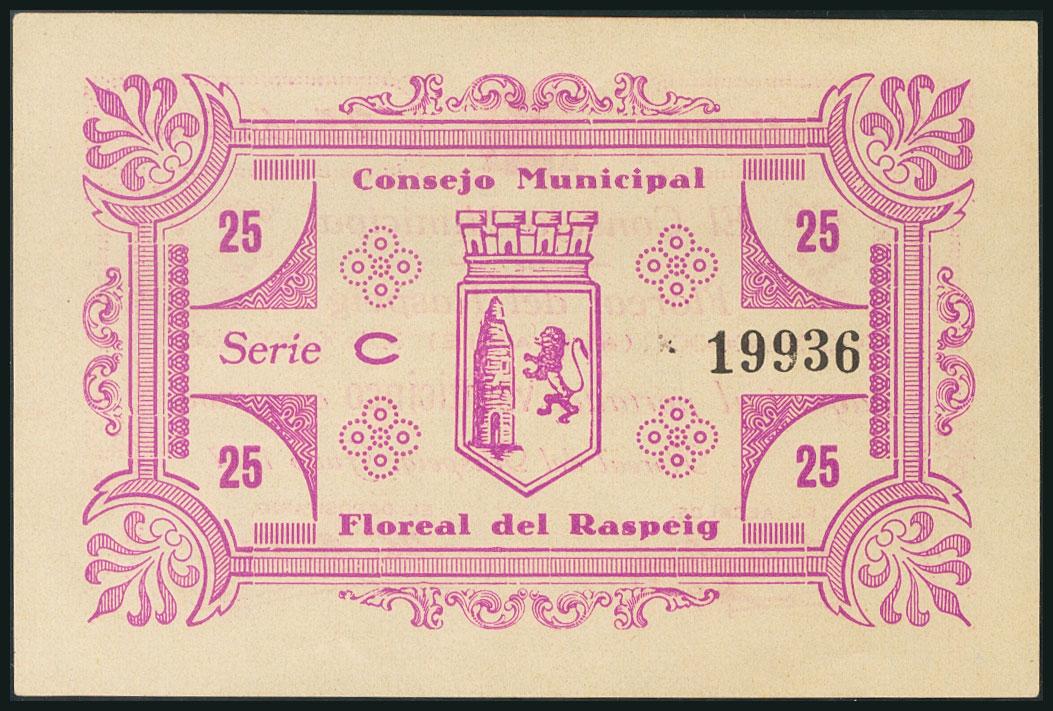 Consejo Municipal
25 25
Serie C 19936
25 25
Floreal del Raspeig